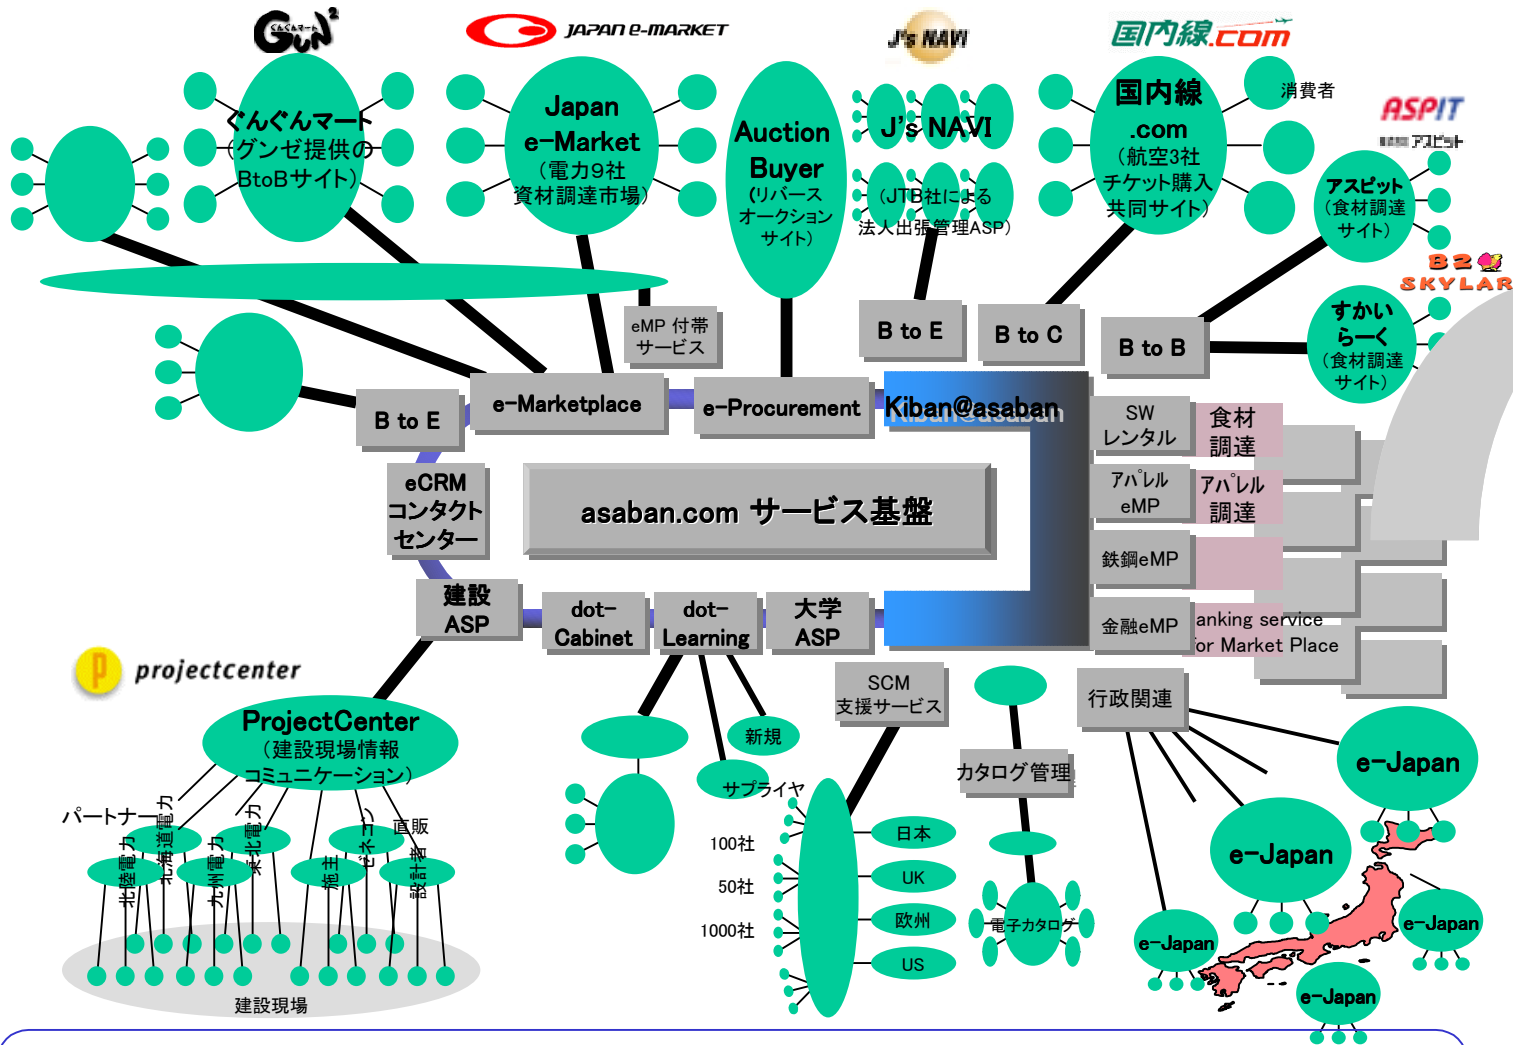 ぐんぐんマート
GUN2
JAPAN e-MARKET
J's NAVI
国内線.com
ASPIT
アスピット
B2
SKYLAR
ぐんぐんマート
（グンゼ提供の
BtoBサイト）
Japan
e-Market
（電力９社
資材調達市場）
Auction
Buyer
（リバース
オークション
サイト）
J's NAVI
（JTB社による
法人出張管理ASP）
国内線
.com
（航空3社
チケット購入
共同サイト）
消費者
アスピット
（食材調達
サイト）
すかい
らーく
（食材調達
サイト）
eMP 付帯
サービス
B to E
B to C
B to B
B to E
e-Marketplace
e-Procurement
Kiban@asaban
SW
レンタル
食材
調達
eCRM
コンタクト
センター
asaban.com サービス基盤
アパレル
eMP
アパレル
調達
鉄鋼eMP
金融eMP
anking service
or Market Place
建設
ASP
dot-
Cabinet
dot-
Learning
大学
ASP
SCM
支援サービス
行政関連
カタログ管理
projectcenter
ProjectCenter
（建設現場情報
コミュニケーション）
新規
サプライヤ
パートナー
北陸電力
北海道電力
九州電力
東北電力
施主
ゼネコン
直販
設計者
建設現場
100社
50社
1000社
日本
UK
欧州
US
電子カタログ
e-Japan
e-Japan
e-Japan
e-Japan
e-Japan